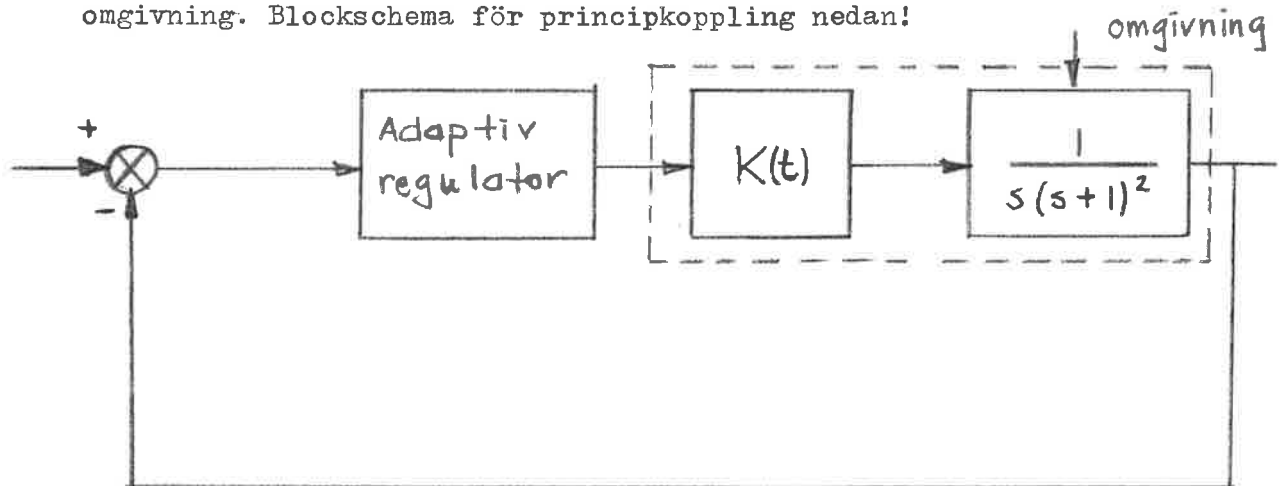 omgivning. Blockschema för principkoppling nedan!
omgivning
+
-
Adaptiv
regulator
K(t)
1
s(s+1)²